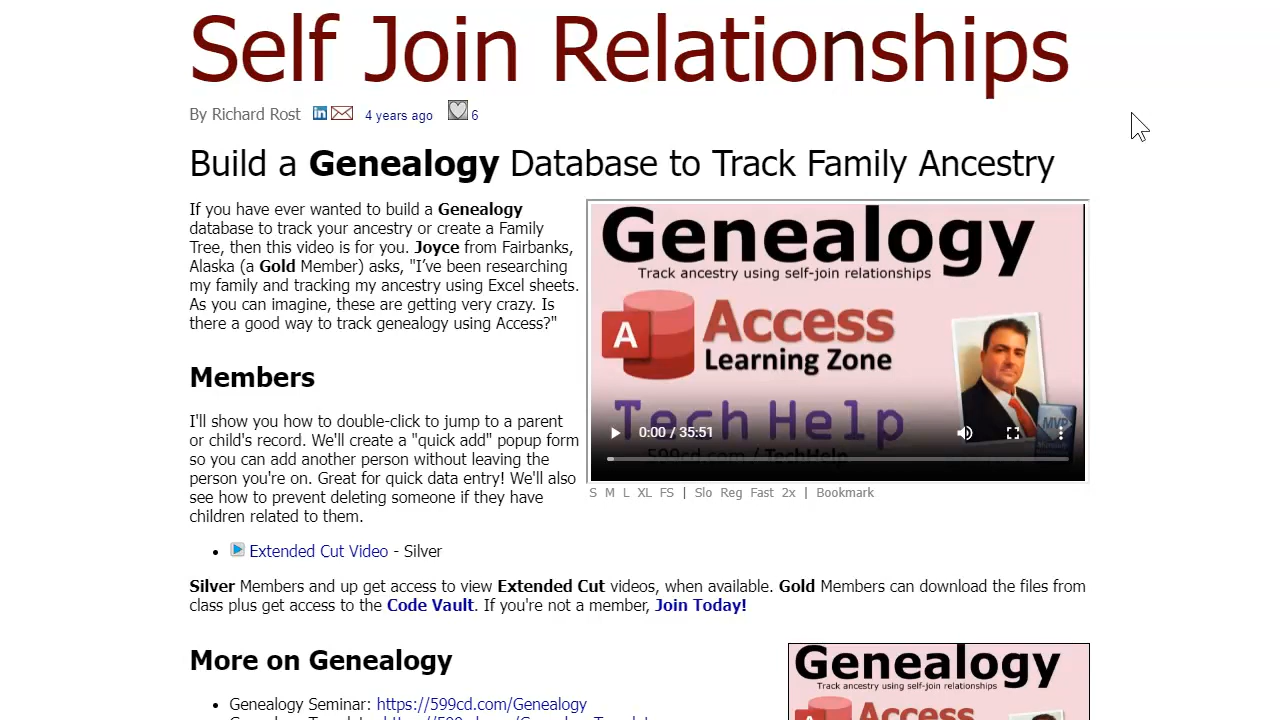 Self Join Relationships
By Richard Rost in 4 years ago 6
Build a Genealogy Database to Track Family Ancestry
If you have ever wanted to build a Genealogy
database to track your ancestry or create a Family
Tree, then this video is for you. Joyce from Fairbanks,
Alaska (a Gold Member) asks, "I’ve been researching
my family and tracking my ancestry using Excel sheets.
As you can imagine, these are getting very crazy. Is
there a good way to track genealogy using Access?"
Genealogy
Track ancestry using self-join relationships
A Access
Learning Zone
Tech Help
599cd.com / TechHelp
MVP
0:00 / 35:51
S M L XL FS | Slo Reg Fast 2x | Bookmark
Members
I'll show you how to double-click to jump to a parent
or child's record. We'll create a "quick add" popup form
so you can add another person without leaving the
person you're on. Great for quick data entry! We'll also
see how to prevent deleting someone if they have
children related to them.
Extended Cut Video - Silver
Silver Members and up get access to view Extended Cut videos, when available. Gold Members can download the files from
class plus get access to the Code Vault. If you're not a member, Join Today!
More on Genealogy
Genealogy Seminar: https://599cd.com/Genealogy
Genealogy
Track ancestry using self-join relationships
Access